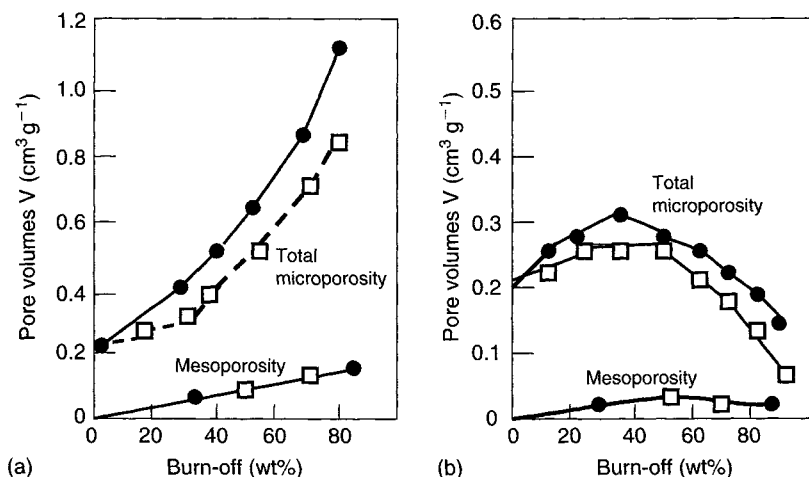 (a)
Pore volumes V (cm³ g⁻¹)
1.2
1.0
0.8
0.6
0.4
0.2
0
Total
microporosity
Mesoporosity
0 20 40 60 80
Burn-off (wt%)
(b)
Pore volumes V (cm³ g⁻¹)
0.6
0.5
0.4
0.3
0.2
0.1
0
Total
microporosity
Mesoporosity
0 20 40 60 80
Burn-off (wt%)